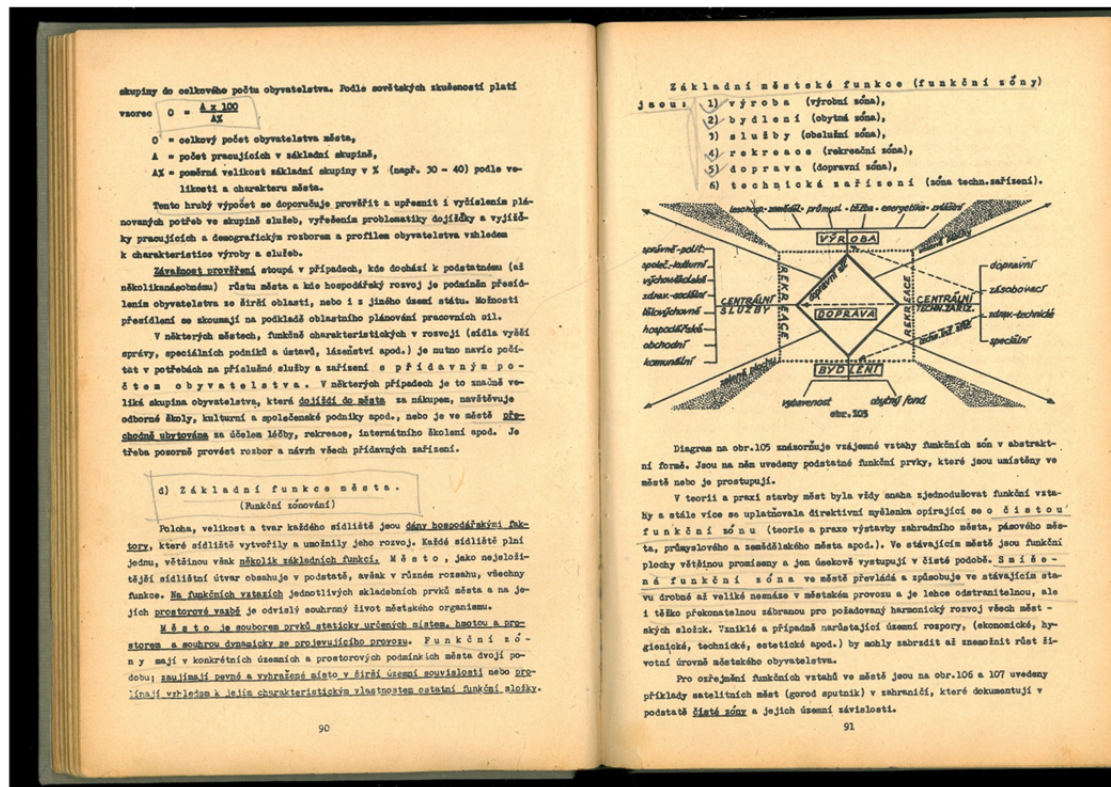 skupiny do celkového počtu obyvatelstva. Podle sovětských zkušeností platí
vzorec O = A x 100
A%
O = celkový počet obyvatelstva města,
A = počet pracujících v základní skupině,
A% = poměrná velikost základní skupiny v % (např. 30 - 40) podle ve-
likosti a charakteru města.
Tento hrubý výpočet se doporučuje prověřit a upřesnit i vyčíslením plá-
novaných potřeb ve skupině služeb, vyřešením problematiky dojížďky a vyjížď-
ky pracujících a demografickým rozborem a profilem obyvatelstva vzhledem
k charakteristice výroby a služeb.
Závažnost prověření stoupá v případech, kde dochází k podstatnému (až
několikanásobnému) růstu města a kde hospodářský rozvoj je podmíněn přesíd-
lením obyvatelstva ze širší oblasti, nebo i z jiného území státu. Možnosti
přesídlení se zkoumají na podkladě oblastního plánování pracovních sil.
V některých městech, funkčně charakteristických v rozvoji (sídla vyšší
správy, speciálních podniků a ústavů, lázeňství apod.) je nutno navíc počí-
tat v potřebách na příslušné služby a zařízení s přídavným po-
čtem obyvatelstva. V některých případech je to značně ve-
liká skupina obyvatelstva, která dojíždí do města za nákupem, navštěvuje
odborné školy, kulturní a společenské podniky apod., nebo je ve městě pře-
chodně ubytována za účelem léčby, rekreace, internátního školení apod. Je
třeba pozorně provést rozbor a návrh všech přídavných zařízení.
d) Základní funkce města.
(Funkční zónování)
Poloha, velikost a tvar každého sídliště jsou dány hospodářskými fak-
tory, které sídliště vytvořily a umožnily jeho rozvoj. Každé sídliště plní
jednu, většinou však několik základních funkcí. Město, jako nejsloži-
tější sídlištní útvar obsahuje v podstatě, avšak v různém rozsahu, všechny
funkce. Na funkčních vztazích jednotlivých skladebních prvků města a na je-
jich prostorové vazbě je odvislý souhrnný život městského organismu.
Město je souborem prvků staticky určených místem, hmotou a pro-
storem a souhrou dynamicky se projevujícího provozu. Funkční zó-
ny mají v konkrétních územních a prostorových podmínkách města dvojí po-
dobu; zaujímají pevné a vyhražené místo v širší územní souvislosti nebo pro-
línají vzhledem k jejím charakteristickým vlastnostem ostatní funkční složky.
90
Základní městské funkce (funkční zóny)
jsou: 1) výroba (výrobní zóna),
2) bydlení (obytná zóna),
3) služby (obslužní zóna),
4) rekreace (rekreační zóna),
5) doprava (dopravní zóna),
6) technická zařízení (zóna techn.zařízení).
lesohosp.- zeměděl.- průmysl - těžba - energetika - zvláštní
VÝROBA
zelené plochy
správně-polit.
společ.-kulturní
výchovně-školské
zdrav.-sociální
tělovýchovné
hospodářské
obchodní
komunální
CENTRÁLNÍ
SLUŽBY
REKREACE
dopravní síť
DOPRAVA
REKREACE
CENTRÁLNÍ
TECHN.ZAŘÍZ.
techn.inž. sítě
dopravní
zásobovací
zdrav.-technické
speciální
zelené plochy
BYDLENÍ
vybavenost obytný fond
obr.105
Diagram na obr.105 znázorňuje vzájemné vztahy funkčních zón v abstrakt-
ní formě. Jsou na něm uvedeny podstatné funkční prvky, které jsou umístěny ve
městě nebo je prostupují.
V teorii a praxi stavby měst byla vždy snaha zjednodušovat funkční vzta-
hy a stále více se uplatňovala direktivní myšlenka opírající se o čistou
funkční zónu (teorie a praxe výstavby zahradního města, pásového měs-
ta, průmyslového a zemědělského města apod.). Ve stávajícím městě jsou funkční
plochy většinou promíseny a jen úsekově vystupují v čisté podobě. Smíše-
ná funkční zóna ve městě převládá a způsobuje ve stávajícím sta-
vu drobné až veliké nesnáze v městském provozu a je lehce odstranitelnou, ale
i těžko překonatelnou zábranou pro požadovaný harmonický rozvoj všech měst -
ských složek. Vzniklé a případně narůstající územní rozpory, (ekonomické, hy-
gienické, technické, estetické apod.) by mohly zabrzdit až znemožnit růst ži-
votní úrovně městského obyvatelstva.
Pro ozřejmění funkčních vztahů ve městě jsou na obr.106 a 107 uvedeny
příklady satelitních měst (gorod sputnik) v zahraničí, které dokumentují v
podstatě čisté zóny a jejich územní závislosti.
91